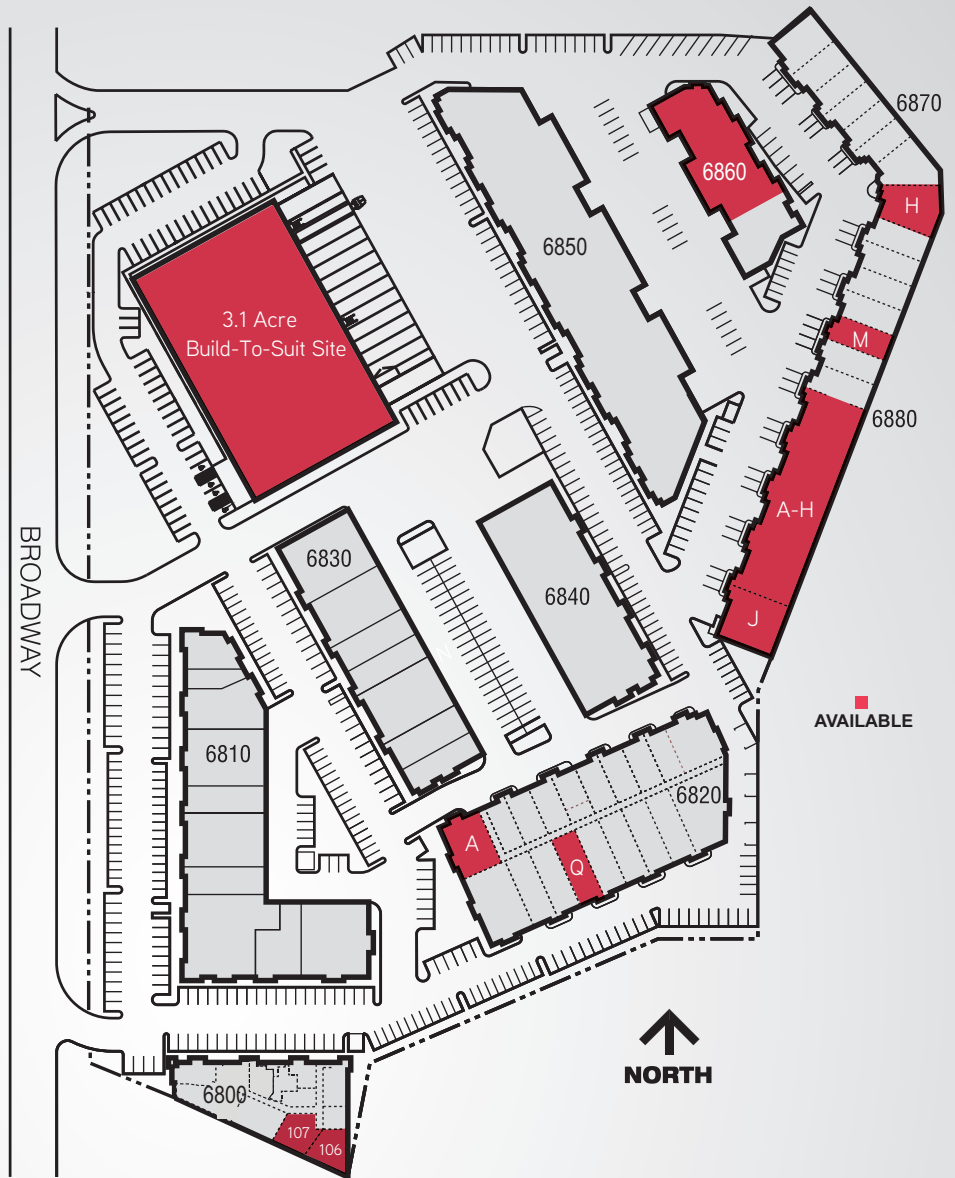 6870
6860
H
6850
3.1 Acre
Build-To-Suit Site
M
6880
A-H
BROADWAY
6830
6840
J
N
AVAILABLE
6810
6820
A
Q
NORTH
6800
107
106